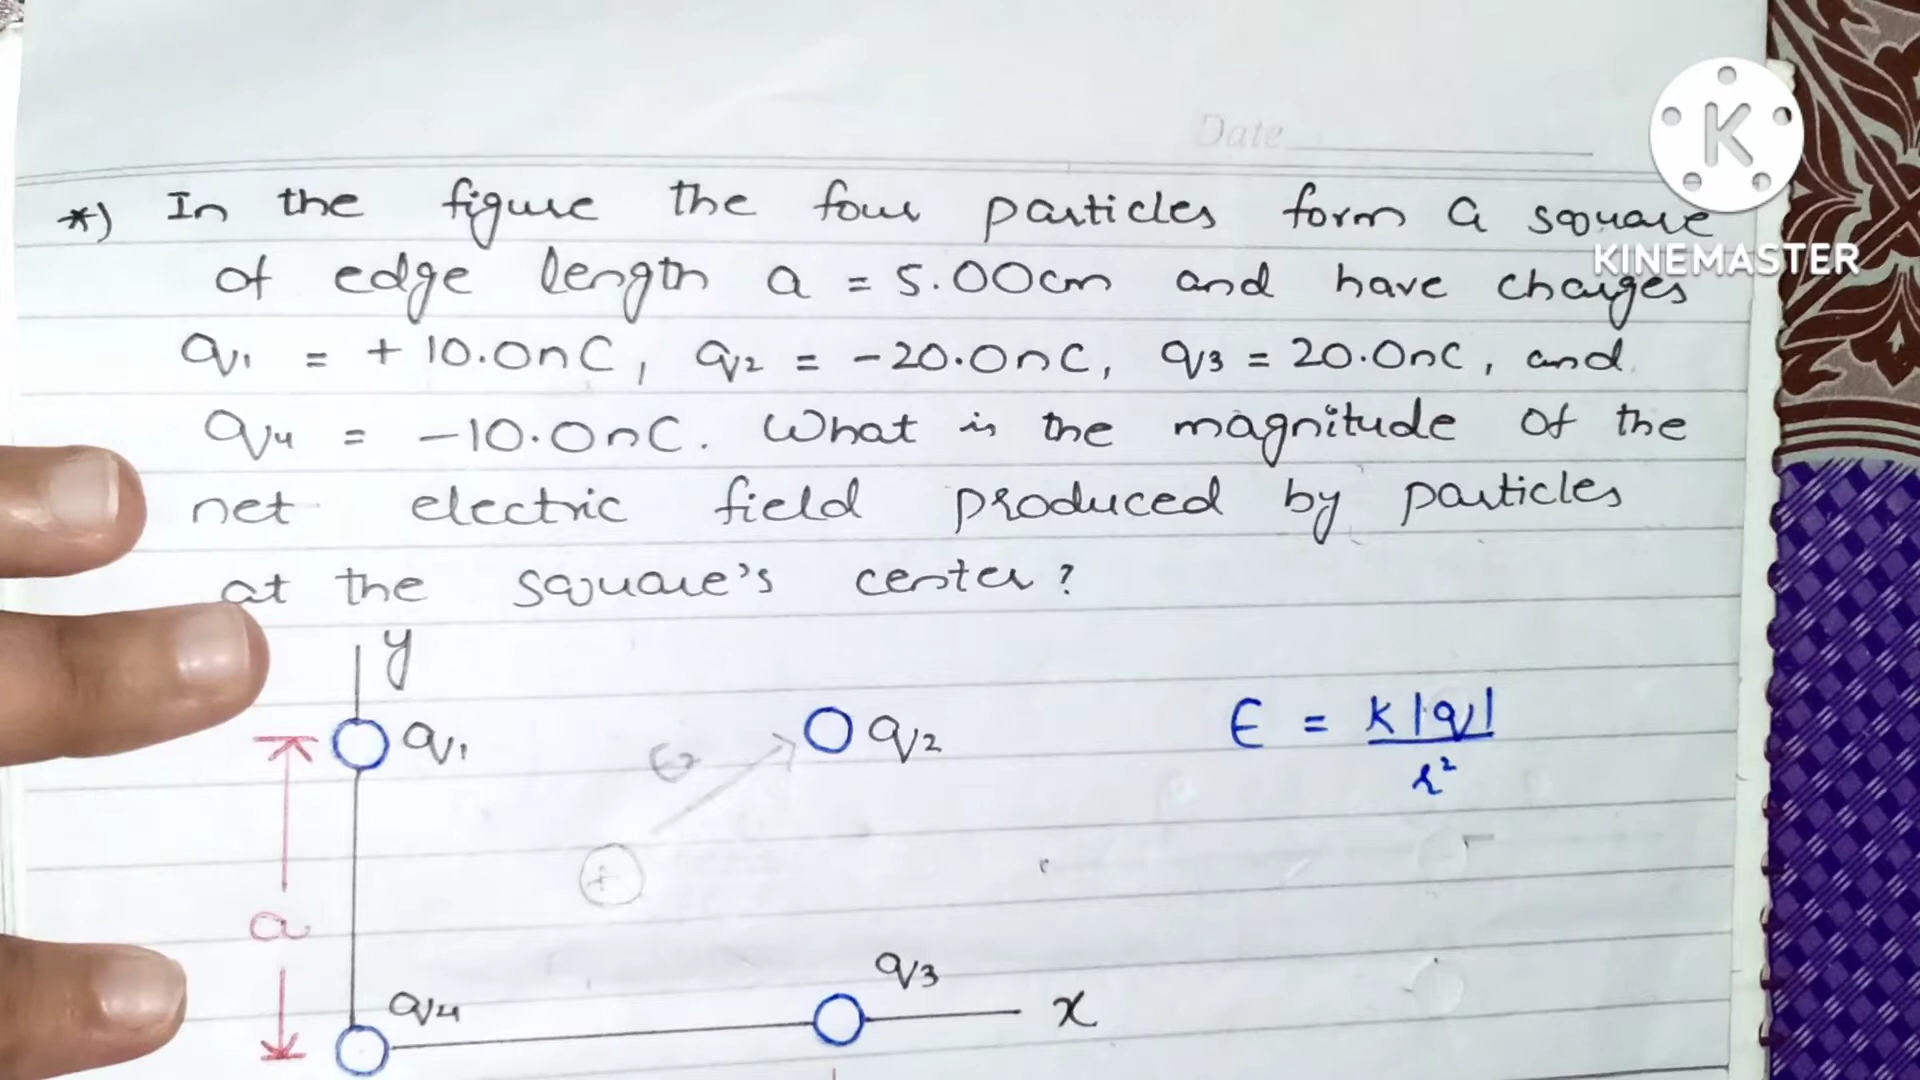 Date
K
KINEMASTER
*) In the figure the four particles form a square
of edge length a = 5.00cm and have charges
q1 = +10.0nC, q2 = -20.0nC, q3 = 20.0nC, and
q4 = -10.0nC. What is the magnitude of the
net electric field produced by particles
at the square's center?
y
q1
q2
E = k|q|/r²
E2
+
a
q3
q4
x